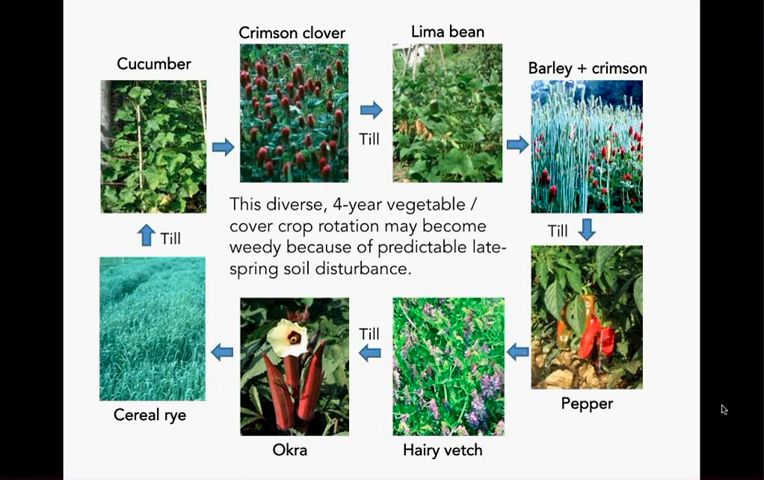 Crimson clover
Lima bean
Cucumber
Barley + crimson
Till
This diverse, 4-year vegetable /
cover crop rotation may become
weedy because of predictable late-
spring soil disturbance.
Till
Till
Till
Pepper
Cereal rye
Okra
Hairy vetch